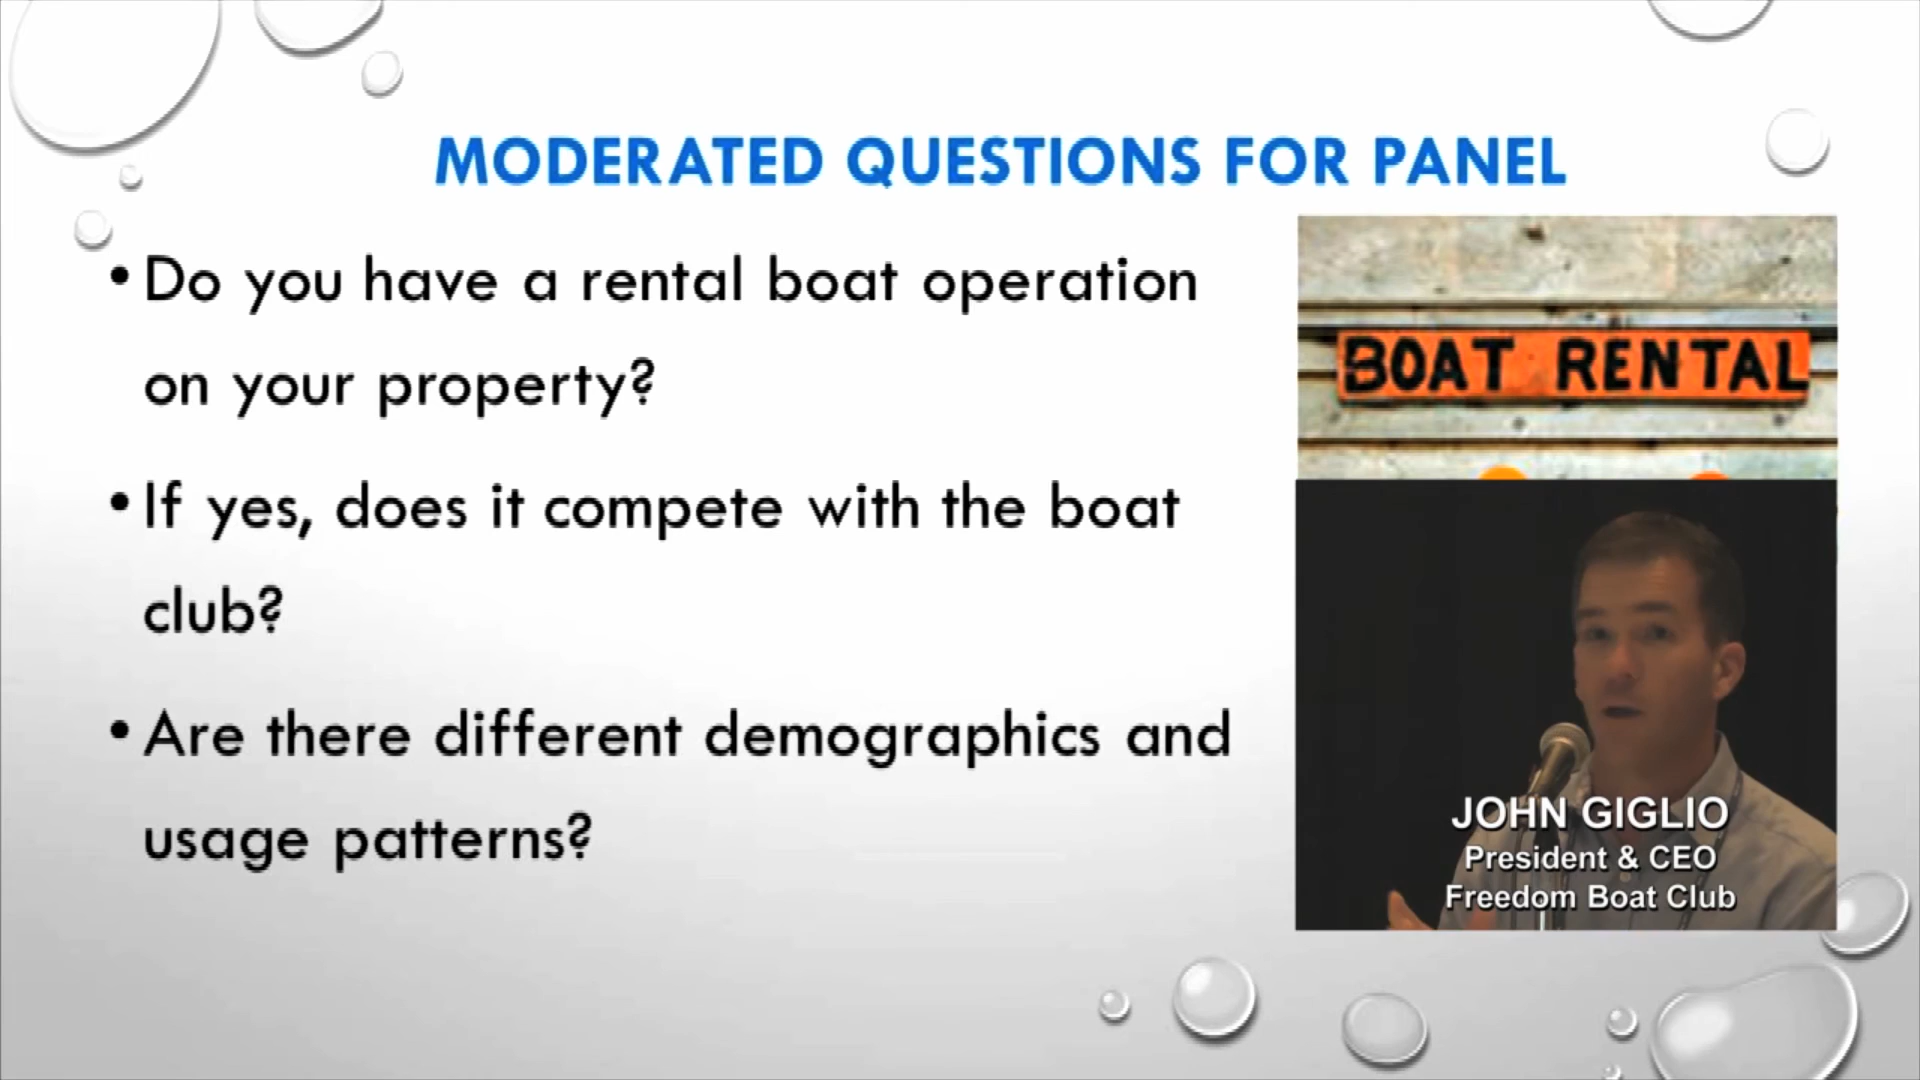 MODERATED QUESTIONS FOR PANEL
• Do you have a rental boat operation
on your property?
• If yes, does it compete with the boat
club?
• Are there different demographics and
usage patterns?
BOAT RENTAL
JOHN GIGLIO
President & CEO
Freedom Boat Club